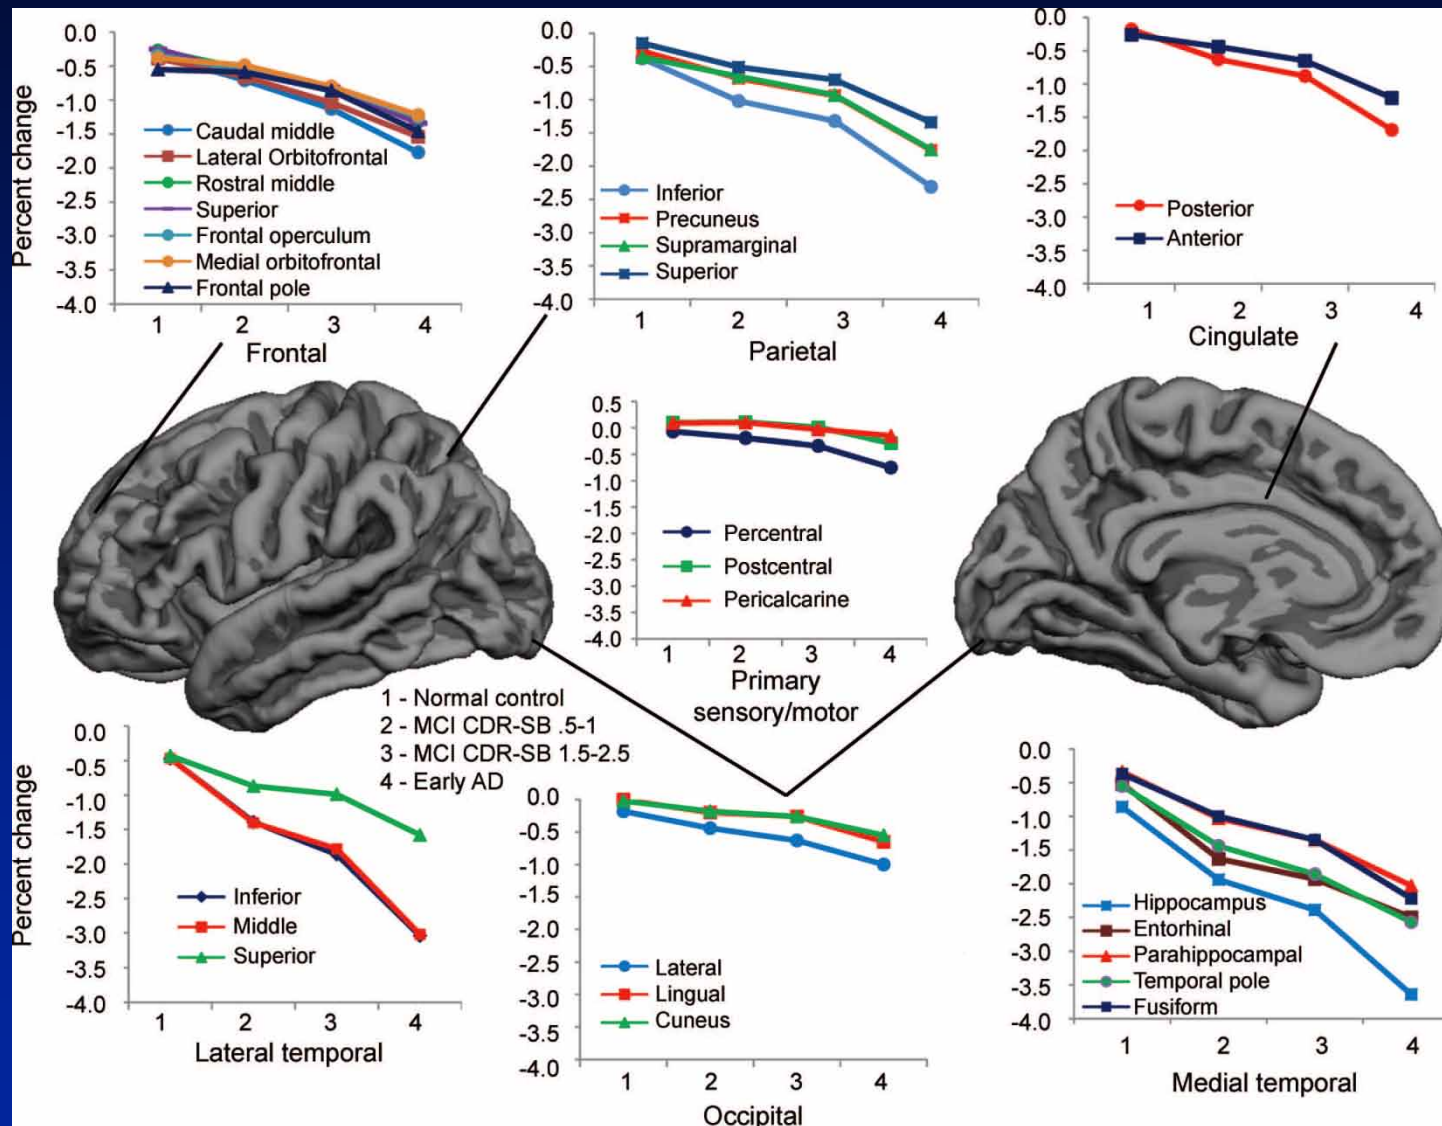 Percent change
0.0
-0.5
-1.0
-1.5
-2.0
-2.5
-3.0
-3.5
-4.0
Caudal middle
Lateral Orbitofrontal
Rostral middle
Superior
Frontal operculum
Medial orbitofrontal
Frontal pole
1 2 3 4
Frontal
0.0
-0.5
-1.0
-1.5
-2.0
-2.5
-3.0
-3.5
-4.0
Inferior
Precuneus
Supramarginal
Superior
1 2 3 4
Parietal
0.0
-0.5
-1.0
-1.5
-2.0
-2.5
-3.0
-3.5
-4.0
Posterior
Anterior
1 2 3 4
Cingulate
0.5
0.0
-0.5
-1.0
-1.5
-2.0
-2.5
-3.0
-3.5
-4.0
Percentral
Postcentral
Pericalcarine
1 2 3 4
Primary
sensory/motor
1 - Normal control
2 - MCI CDR-SB .5-1
3 - MCI CDR-SB 1.5-2.5
4 - Early AD
Percent change
0.0
-0.5
-1.0
-1.5
-2.0
-2.5
-3.0
-3.5
-4.0
Inferior
Middle
Superior
1 2 3 4
Lateral temporal
0.0
-0.5
-1.0
-1.5
-2.0
-2.5
-3.0
-3.5
-4.0
Lateral
Lingual
Cuneus
1 2 3 4
Occipital
0.0
-0.5
-1.0
-1.5
-2.0
-2.5
-3.0
-3.5
-4.0
Hippocampus
Entorhinal
Parahippocampal
Temporal pole
Fusiform
1 2 3 4
Medial temporal